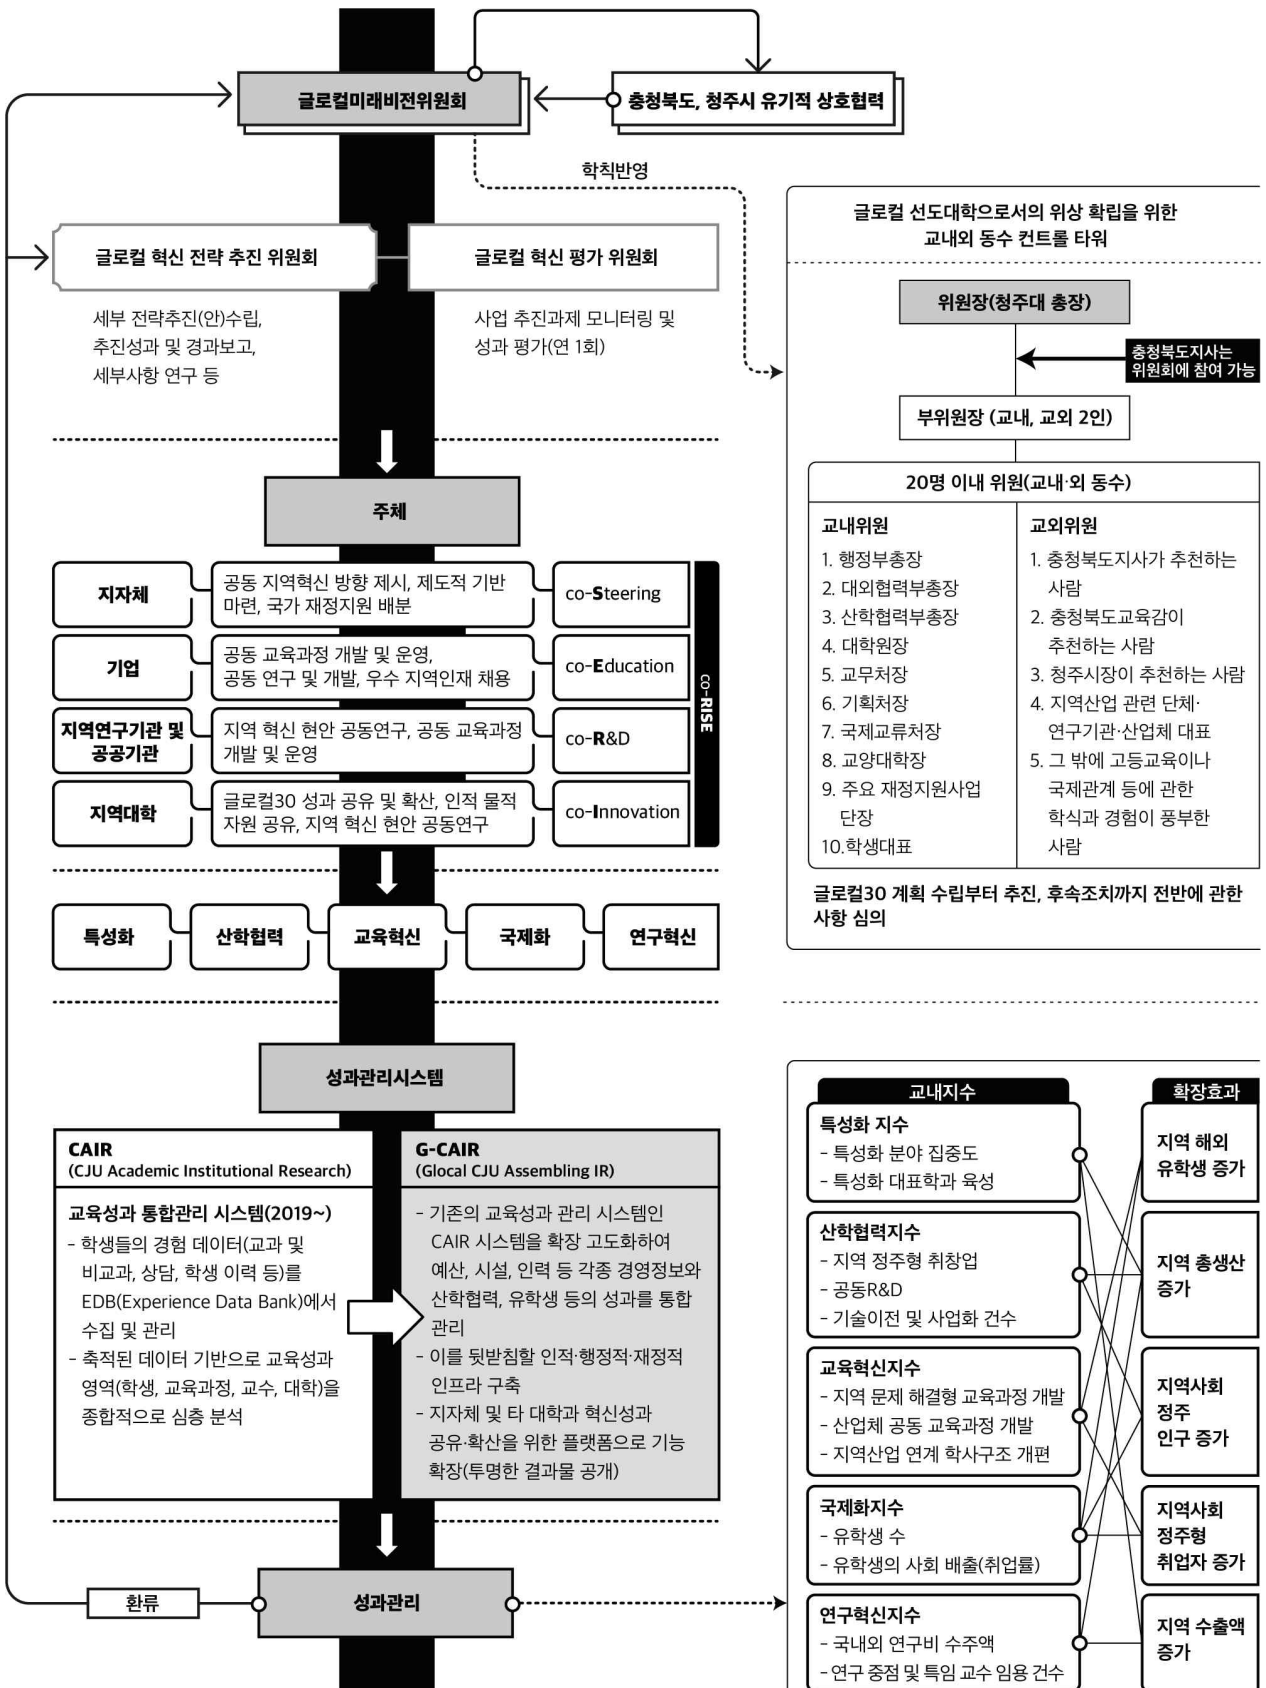 글로컬미래비전위원회
충청북도, 청주시 유기적 상호협력
학칙반영
글로컬 혁신 전략 추진 위원회
글로컬 혁신 평가 위원회
세부 전략추진(안)수립,
추진성과 및 경과보고,
세부사항 연구 등
사업 추진과제 모니터링 및
성과 평가(연 1회)
글로컬 선도대학으로서의 위상 확립을 위한
교내외 동수 컨트롤 타워
위원장(청주대 총장)
충청북도지사는
위원회에 참여 가능
부위원장 (교내, 교외 2인)
20명 이내 위원(교내·외 동수)
교내위원
1. 행정부총장
2. 대외협력부총장
3. 산학협력부총장
4. 대학원장
5. 교무처장
6. 기획처장
7. 국제교류처장
8. 교양대학장
9. 주요 재정지원사업
단장
10.학생대표
교외위원
1. 충청북도지사가 추천하는
사람
2. 충청북도교육감이
추천하는 사람
3. 청주시장이 추천하는 사람
4. 지역산업 관련 단체·
연구기관·산업체 대표
5. 그 밖에 고등교육이나
국제관계 등에 관한
학식과 경험이 풍부한
사람
글로컬30 계획 수립부터 추진, 후속조치까지 전반에 관한
사항 심의
주체
지자체
공동 지역혁신 방향 제시, 제도적 기반
마련, 국가 재정지원 배분
co-Steering
기업
공동 교육과정 개발 및 운영,
공동 연구 및 개발, 우수 지역인재 채용
co-Education
지역연구기관 및
공공기관
지역 혁신 현안 공동연구, 공동 교육과정
개발 및 운영
co-R&D
지역대학
글로컬30 성과 공유 및 확산, 인적 물적
자원 공유, 지역 혁신 현안 공동연구
co-Innovation
co-RISE
특성화
산학협력
교육혁신
국제화
연구혁신
성과관리시스템
CAIR
(CJU Academic Institutional Research)
교육성과 통합관리 시스템(2019~)
- 학생들의 경험 데이터(교과 및
비교과, 상담, 학생 이력 등)를
EDB(Experience Data Bank)에서
수집 및 관리
- 축적된 데이터 기반으로 교육성과
영역(학생, 교육과정, 교수, 대학)을
종합적으로 심층 분석
G-CAIR
(Glocal CJU Assembling IR)
- 기존의 교육성과 관리 시스템인
CAIR 시스템을 확장 고도화하여
예산, 시설, 인력 등 각종 경영정보와
산학협력, 유학생 등의 성과를 통합
관리
- 이를 뒷받침할 인적·행정적·재정적
인프라 구축
- 지자체 및 타 대학과 혁신성과
공유·확산을 위한 플랫폼으로 기능
확장(투명한 결과물 공개)
환류
성과관리
교내지수
특성화 지수
- 특성화 분야 집중도
- 특성화 대표학과 육성
산학협력지수
- 지역 정주형 취창업
- 공동R&D
- 기술이전 및 사업화 건수
교육혁신지수
- 지역 문제 해결형 교육과정 개발
- 산업체 공동 교육과정 개발
- 지역산업 연계 학사구조 개편
국제화지수
- 유학생 수
- 유학생의 사회 배출(취업률)
연구혁신지수
- 국내외 연구비 수주액
- 연구 중점 및 특임 교수 임용 건수
확장효과
지역 해외
유학생 증가
지역 총생산
증가
지역사회
정주
인구 증가
지역사회
정주형
취업자 증가
지역 수출액
증가